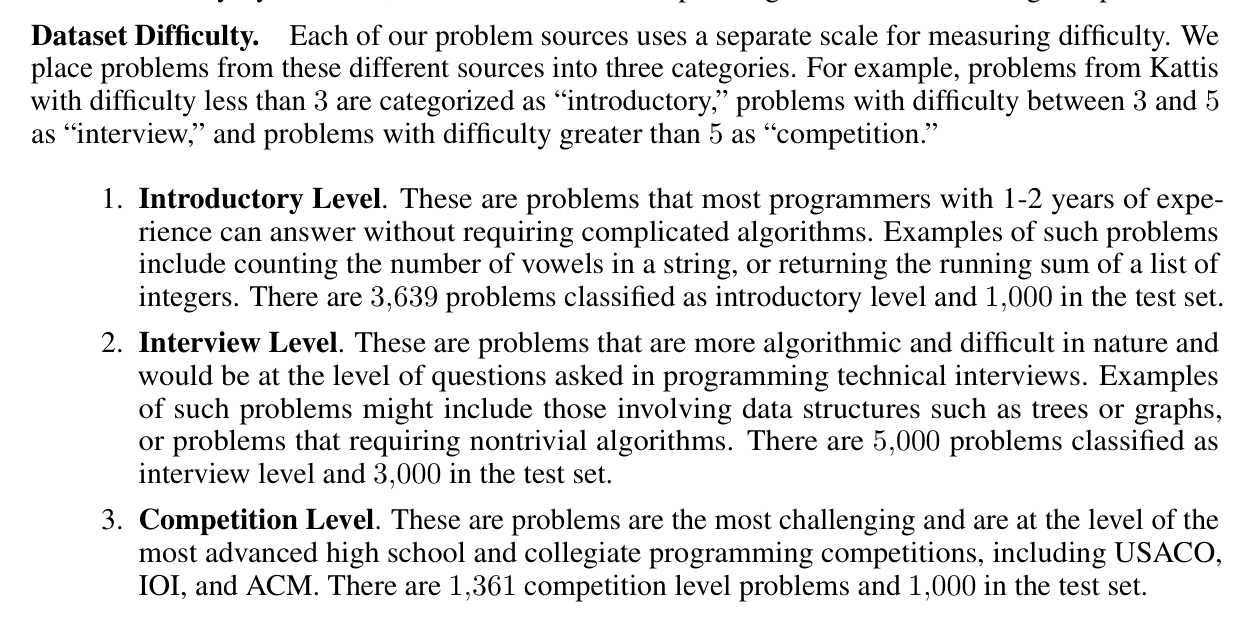 Dataset Difficulty. Each of our problem sources uses a separate scale for measuring difficulty. We
place problems from these different sources into three categories. For example, problems from Kattis
with difficulty less than 3 are categorized as “introductory,” problems with difficulty between 3 and 5
as “interview,” and problems with difficulty greater than 5 as “competition.”
1. Introductory Level. These are problems that most programmers with 1-2 years of expe-
rience can answer without requiring complicated algorithms. Examples of such problems
include counting the number of vowels in a string, or returning the running sum of a list of
integers. There are 3,639 problems classified as introductory level and 1,000 in the test set.
2. Interview Level. These are problems that are more algorithmic and difficult in nature and
would be at the level of questions asked in programming technical interviews. Examples
of such problems might include those involving data structures such as trees or graphs,
or problems that requiring nontrivial algorithms. There are 5,000 problems classified as
interview level and 3,000 in the test set.
3. Competition Level. These are problems are the most challenging and are at the level of the
most advanced high school and collegiate programming competitions, including USACO,
IOI, and ACM. There are 1,361 competition level problems and 1,000 in the test set.